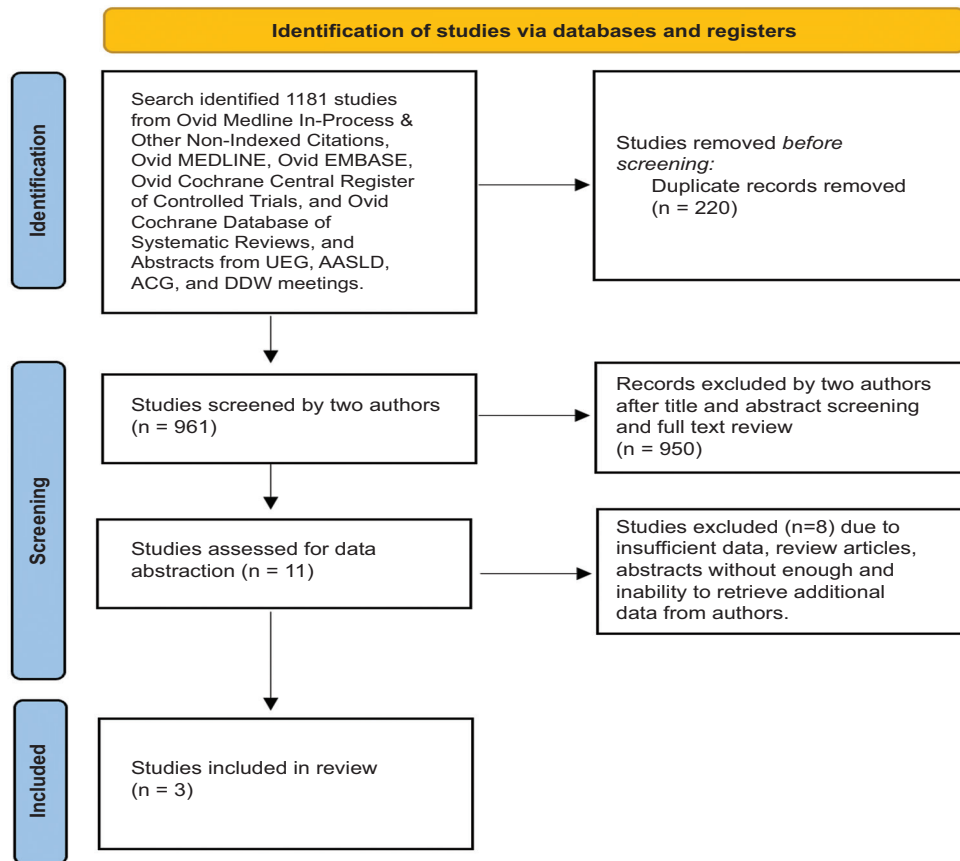 Identification of studies via databases and registers
Identification
Search identified 1181 studies
from Ovid Medline In-Process &
Other Non-Indexed Citations,
Ovid MEDLINE, Ovid EMBASE,
Ovid Cochrane Central Register
of Controlled Trials, and Ovid
Cochrane Database of
Systematic Reviews, and
Abstracts from UEG, AASLD,
ACG, and DDW meetings.
Studies removed before
screening:
Duplicate records removed
(n = 220)
Screening
Studies screened by two authors
(n = 961)
Records excluded by two authors
after title and abstract screening
and full text review
(n = 950)
Studies assessed for data
abstraction (n = 11)
Studies excluded (n=8) due to
insufficient data, review articles,
abstracts without enough and
inability to retrieve additional
data from authors.
Included
Studies included in review
(n = 3)